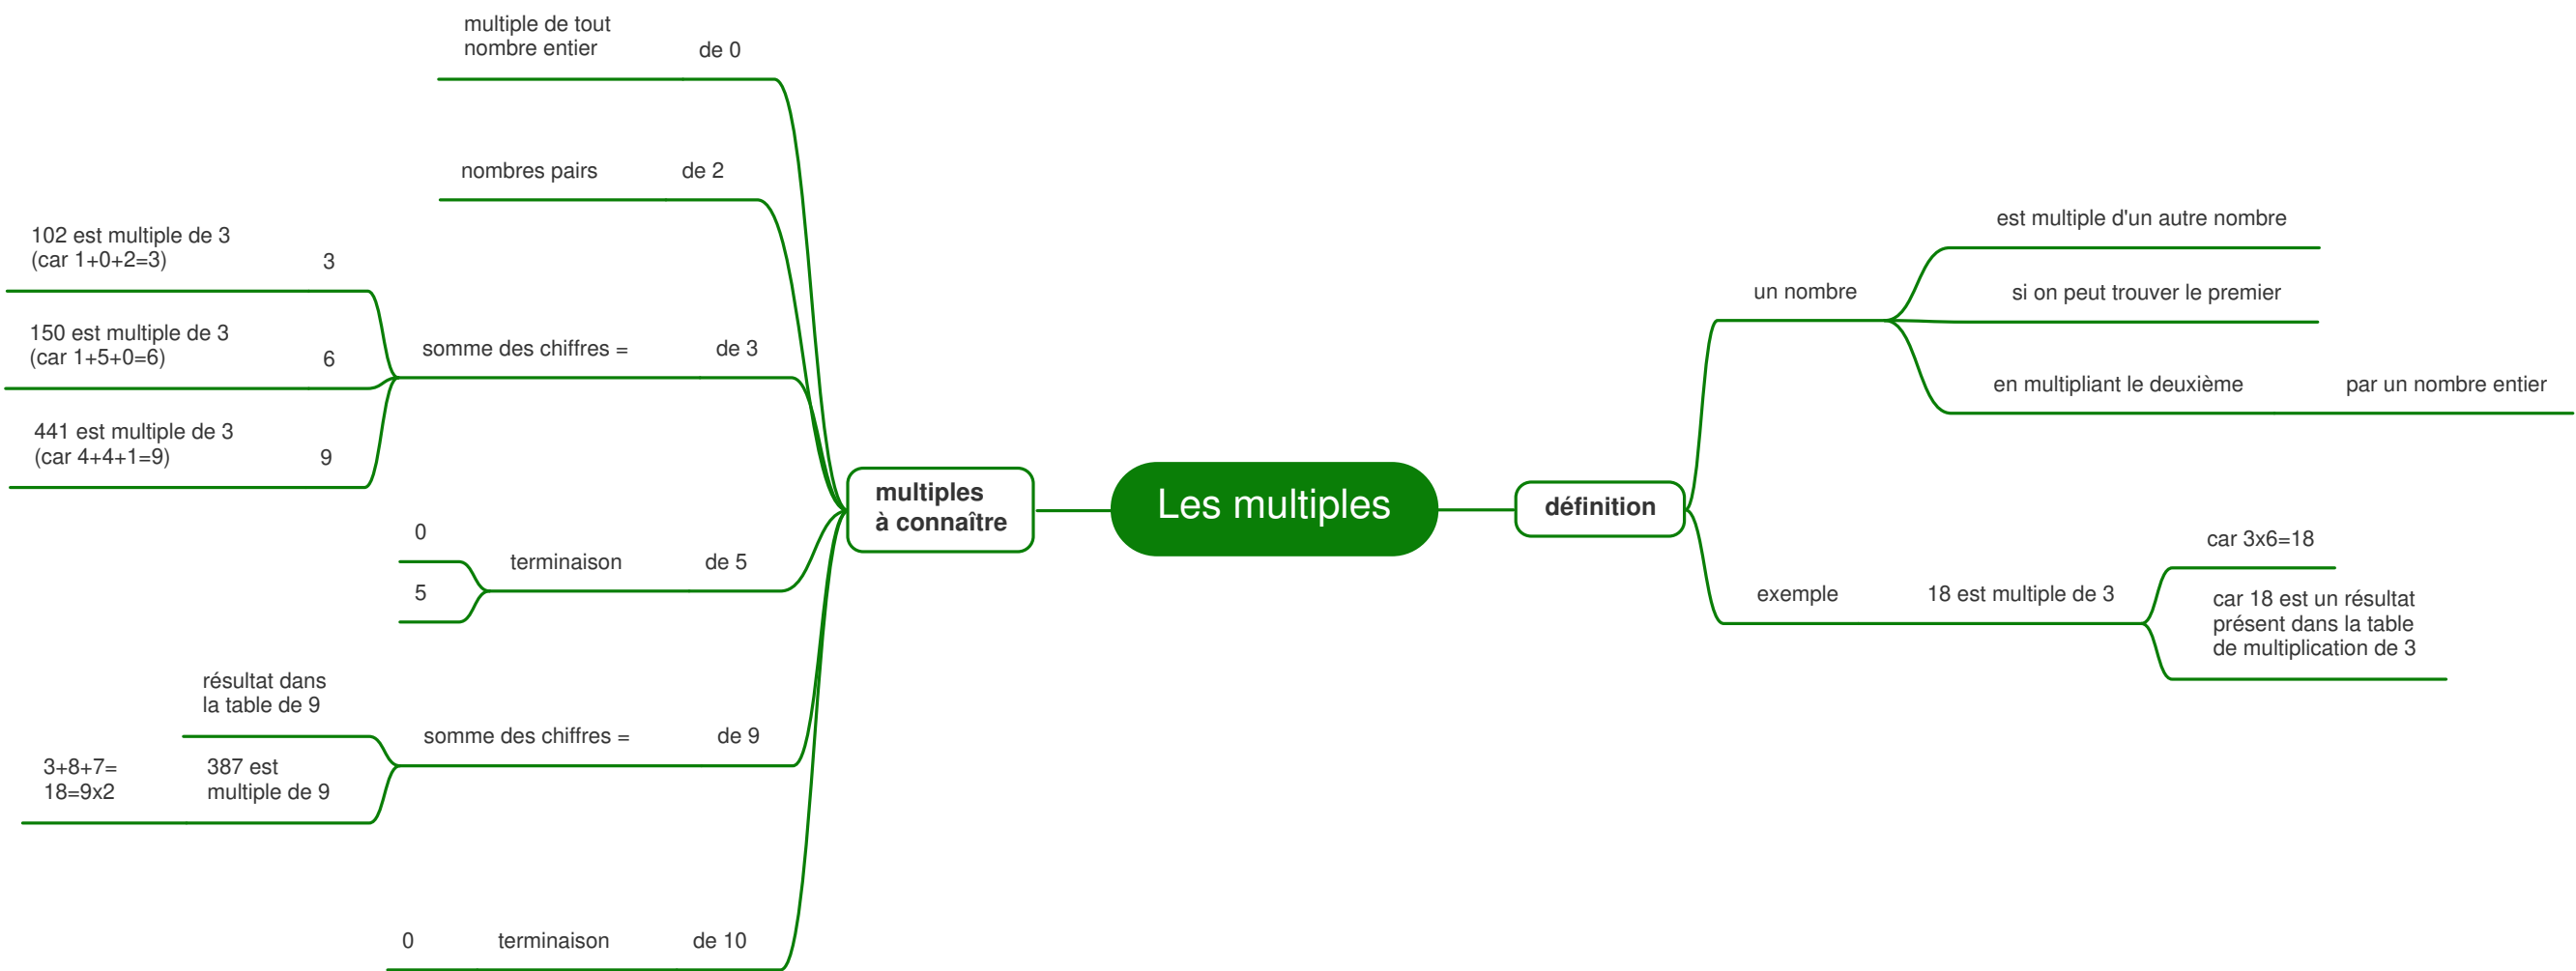 Les multiples
définition
un nombre
est multiple d'un autre nombre
si on peut trouver le premier
en multipliant le deuxième
par un nombre entier
exemple
18 est multiple de 3
car 3x6=18
car 18 est un résultat
présent dans la table
de multiplication de 3
multiples
à connaître
de 0
multiple de tout
nombre entier
de 2
nombres pairs
de 3
somme des chiffres =
3
102 est multiple de 3
(car 1+0+2=3)
6
150 est multiple de 3
(car 1+5+0=6)
9
441 est multiple de 3
(car 4+4+1=9)
de 5
terminaison
0
5
de 9
somme des chiffres =
résultat dans
la table de 9
387 est
multiple de 9
3+8+7=
18=9x2
de 10
terminaison
0